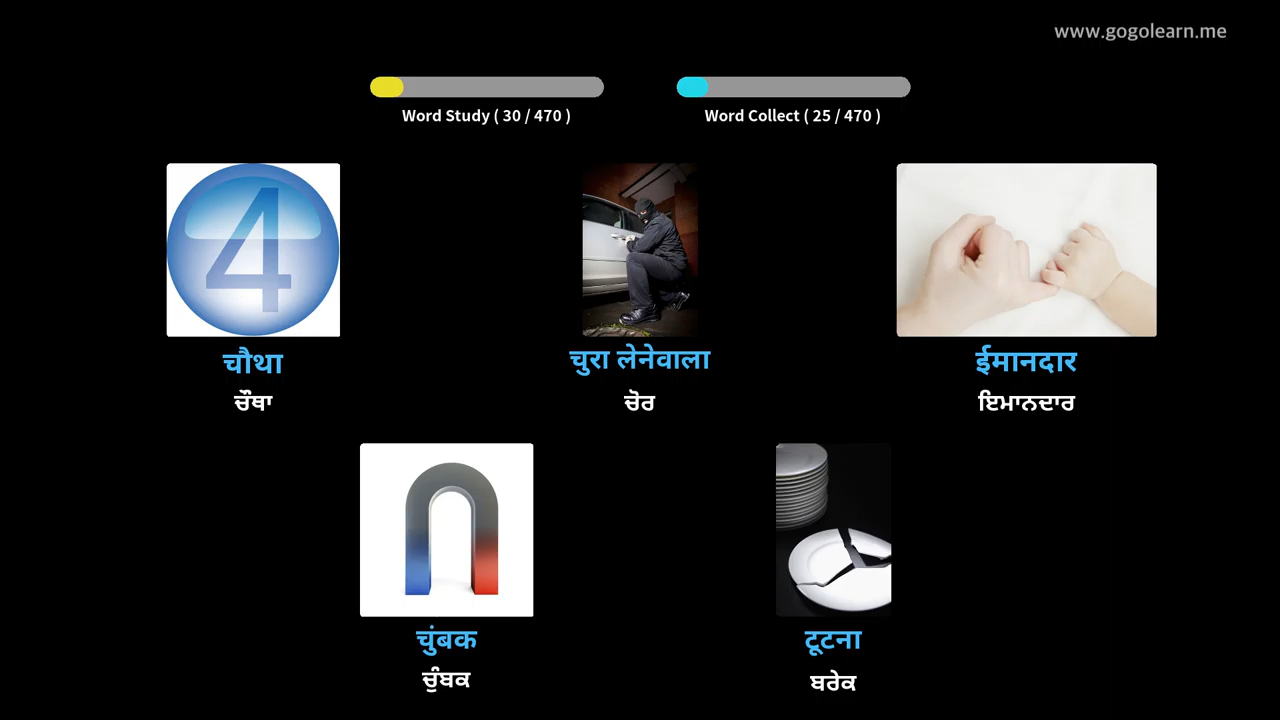 www.gogolearn.me
Word Study ( 30 / 470 )
Word Collect ( 25 / 470 )
4
चौथा
ਚੌਥਾ
चुरा लेनेवाला
ਚੋਰ
ईमानदार
ਇਮਾਨਦਾਰ
चुंबक
ਚੁੰਬਕ
टूटना
ਬਰੇਕ